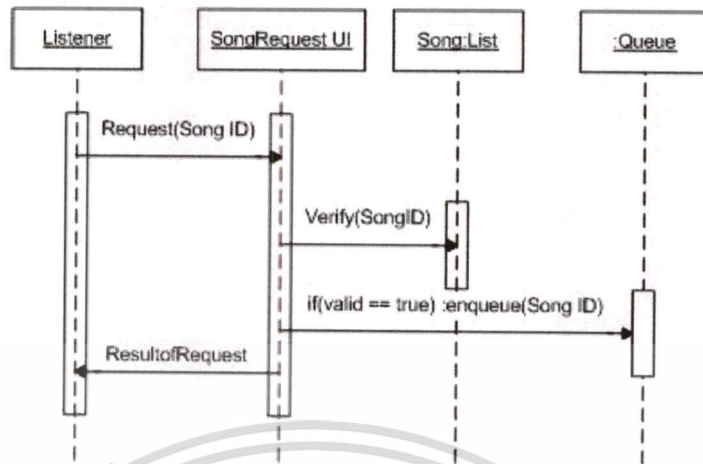 Listener
SongRequest UI
Song:List
:Queue
Request(Song ID)
Verify(SongID)
if(valid == true) :enqueue(Song ID)
ResultofRequest